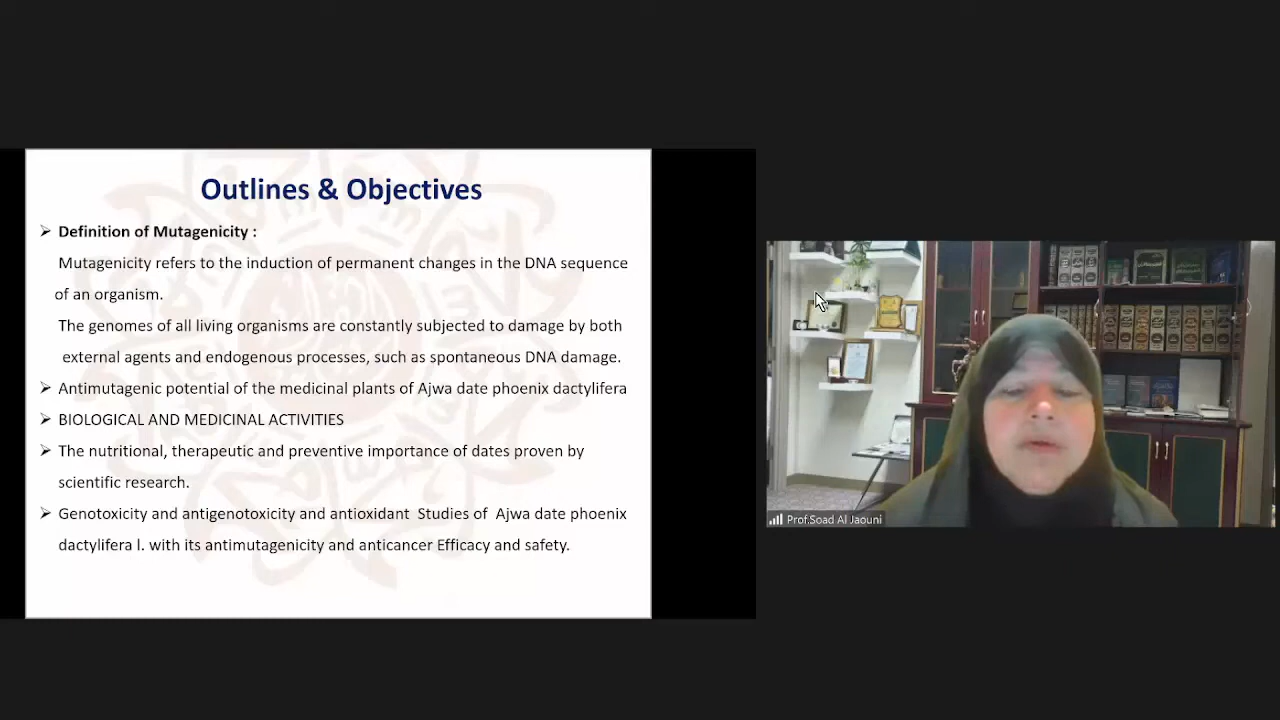 Outlines & Objectives
➢ Definition of Mutagenicity :
Mutagenicity refers to the induction of permanent changes in the DNA sequence
of an organism.
The genomes of all living organisms are constantly subjected to damage by both
external agents and endogenous processes, such as spontaneous DNA damage.
➢ Antimutagenic potential of the medicinal plants of Ajwa date phoenix dactylifera
➢ BIOLOGICAL AND MEDICINAL ACTIVITIES
➢ The nutritional, therapeutic and preventive importance of dates proven by
scientific research.
➢ Genotoxicity and antigenotoxicity and antioxidant Studies of Ajwa date phoenix
dactylifera l. with its antimutagenicity and anticancer Efficacy and safety.
Prof.Soad Al Jaouni